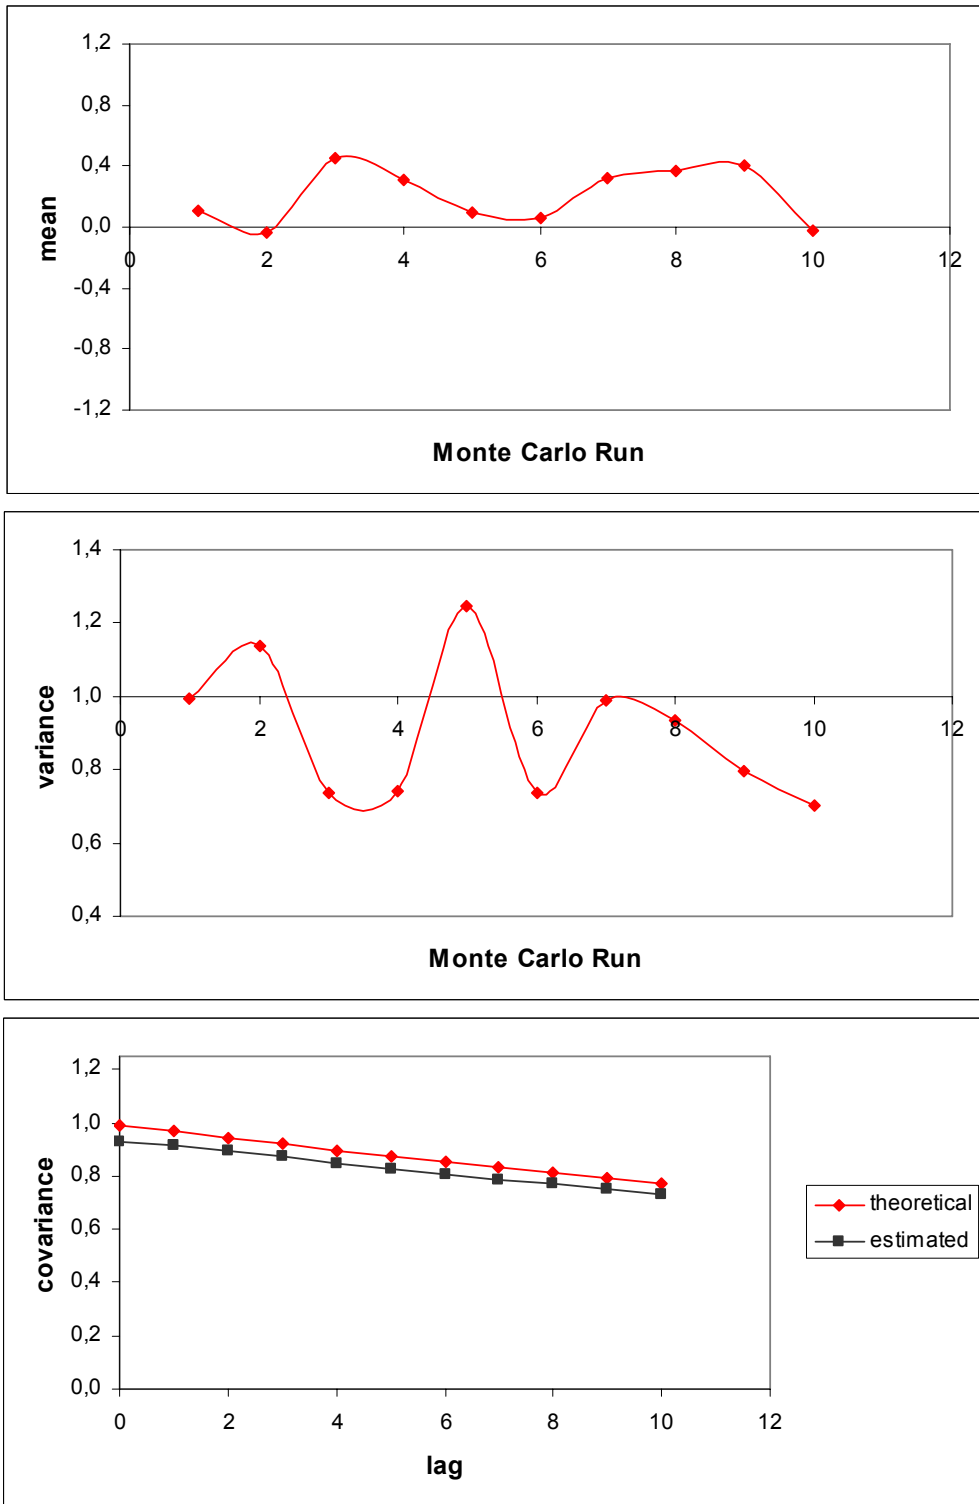 1,2
0,8
0,4
0,0
-0,4
-0,8
-1,2
mean
0 2 4 6 8 10 12
Monte Carlo Run
1,4
1,2
1,0
0,8
0,6
0,4
variance
0 2 4 6 8 10 12
Monte Carlo Run
1,2
1,0
0,8
0,6
0,4
0,2
0,0
covariance
0 2 4 6 8 10 12
lag
theoretical
estimated